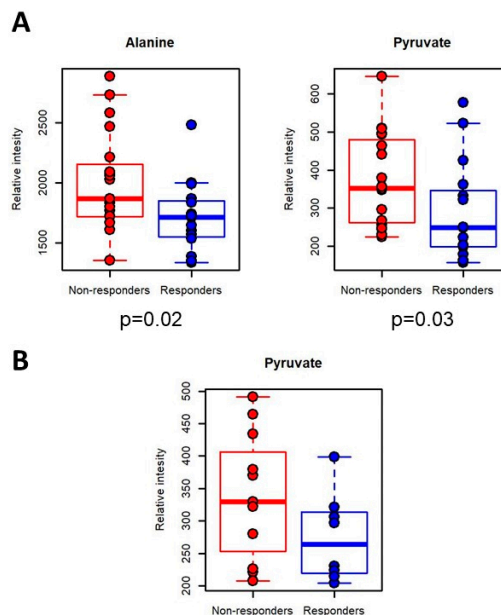 A
Alanine
Relative intesity
1500
2000
2500
Non-responders Responders
p=0.02
Pyruvate
Relative intesity
200
300
400
500
600
Non-responders Responders
p=0.03
B
Pyruvate
Relative intesity
200
250
300
350
400
450
500
Non-responders Responders